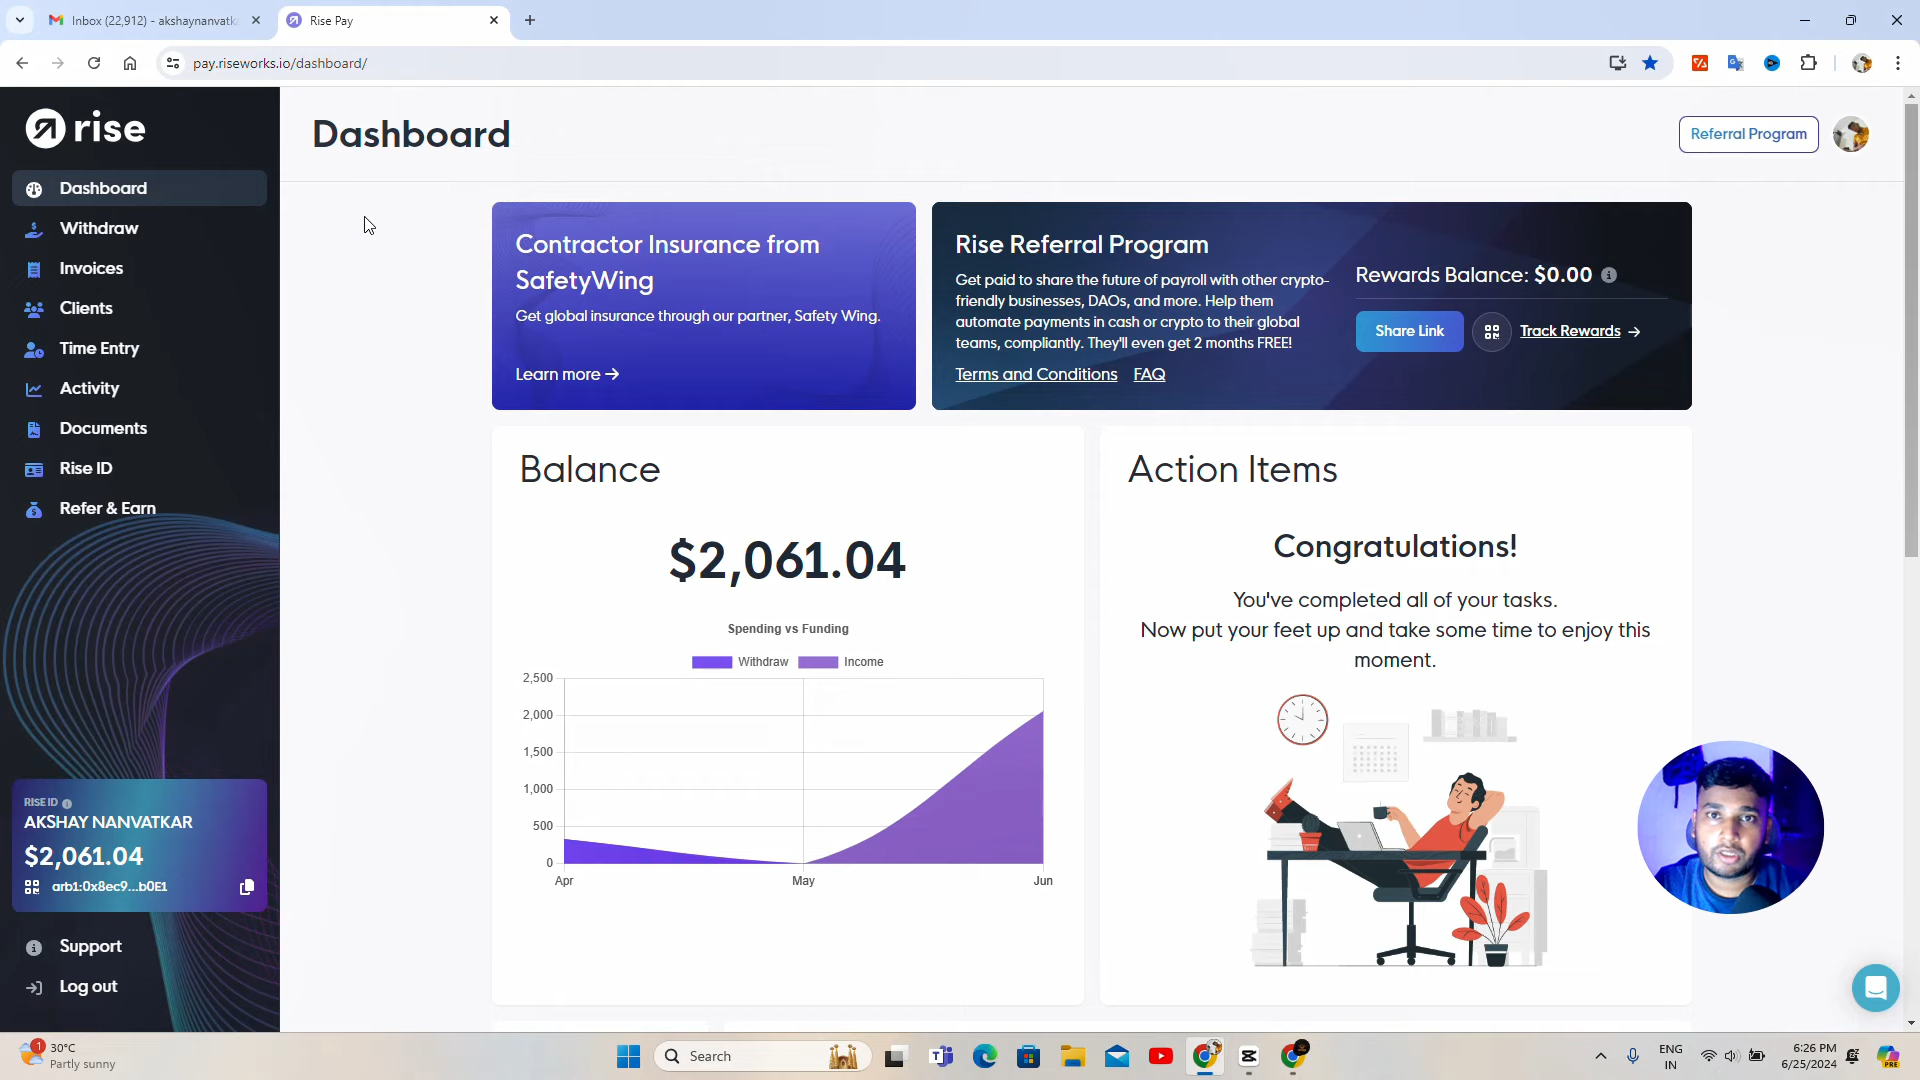 Inbox (22,912) - akshaynanvatk
Rise Pay
pay.riseworks.io/dashboard/
rise
Dashboard
Withdraw
Invoices
Clients
Time Entry
Activity
Documents
Rise ID
Refer & Earn
RISE ID
AKSHAY NANVATKAR
$2,061.04
arb1:0x8ec9...b0E1
Support
Log out
Dashboard
Referral Program
Contractor Insurance from
SafetyWing
Get global insurance through our partner, Safety Wing.
Learn more →
Rise Referral Program
Get paid to share the future of payroll with other crypto-
friendly businesses, DAOs, and more. Help them
automate payments in cash or crypto to their global
teams, compliantly. They'll even get 2 months FREE!
Terms and Conditions FAQ
Rewards Balance: $0.00
Share Link
Track Rewards →
Balance
$2,061.04
Spending vs Funding
Withdraw Income
2,500
2,000
1,500
1,000
500
0
Apr May Jun
Action Items
Congratulations!
You've completed all of your tasks.
Now put your feet up and take some time to enjoy this
moment.
1
30°C
Partly sunny
Search
ENG
IN
6:26 PM
6/25/2024
PRE